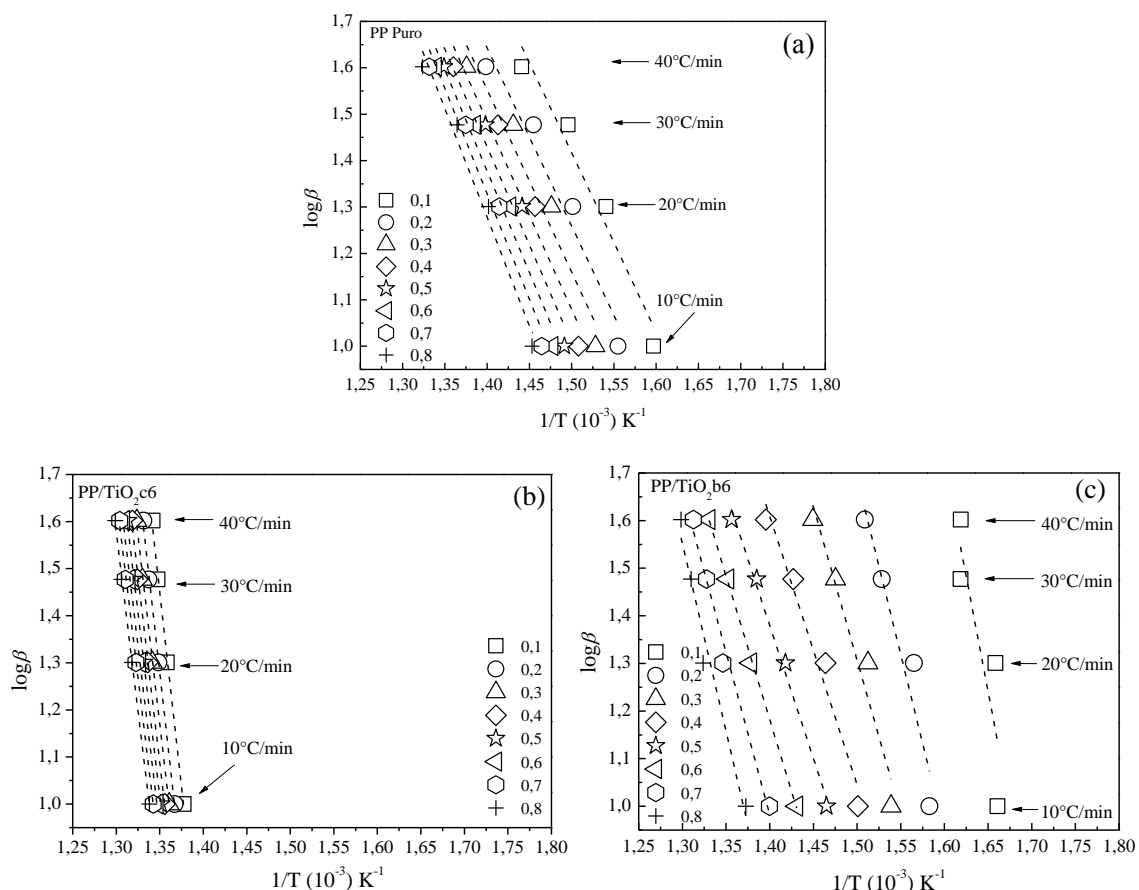 PP Puro
(a)
1,7
1,6
1,5
1,4
1,3
1,2
1,1
1,0
logβ
40°C/min
30°C/min
20°C/min
10°C/min
0,1
0,2
0,3
0,4
0,5
0,6
0,7
0,8
1,25 1,30 1,35 1,40 1,45 1,50 1,55 1,60 1,65 1,70 1,75 1,80
1/T (10⁻³) K⁻¹
PP/TiO₂c6
(b)
1,7
1,6
1,5
1,4
1,3
1,2
1,1
1,0
logβ
40°C/min
30°C/min
20°C/min
10°C/min
0,1
0,2
0,3
0,4
0,5
0,6
0,7
0,8
1,25 1,30 1,35 1,40 1,45 1,50 1,55 1,60 1,65 1,70 1,75 1,80
1/T (10⁻³) K⁻¹
PP/TiO₂b6
(c)
1,7
1,6
1,5
1,4
1,3
1,2
1,1
1,0
logβ
40°C/min
30°C/min
20°C/min
10°C/min
0,1
0,2
0,3
0,4
0,5
0,6
0,7
0,8
1,25 1,30 1,35 1,40 1,45 1,50 1,55 1,60 1,65 1,70 1,75 1,80
1/T (10⁻³) K⁻¹